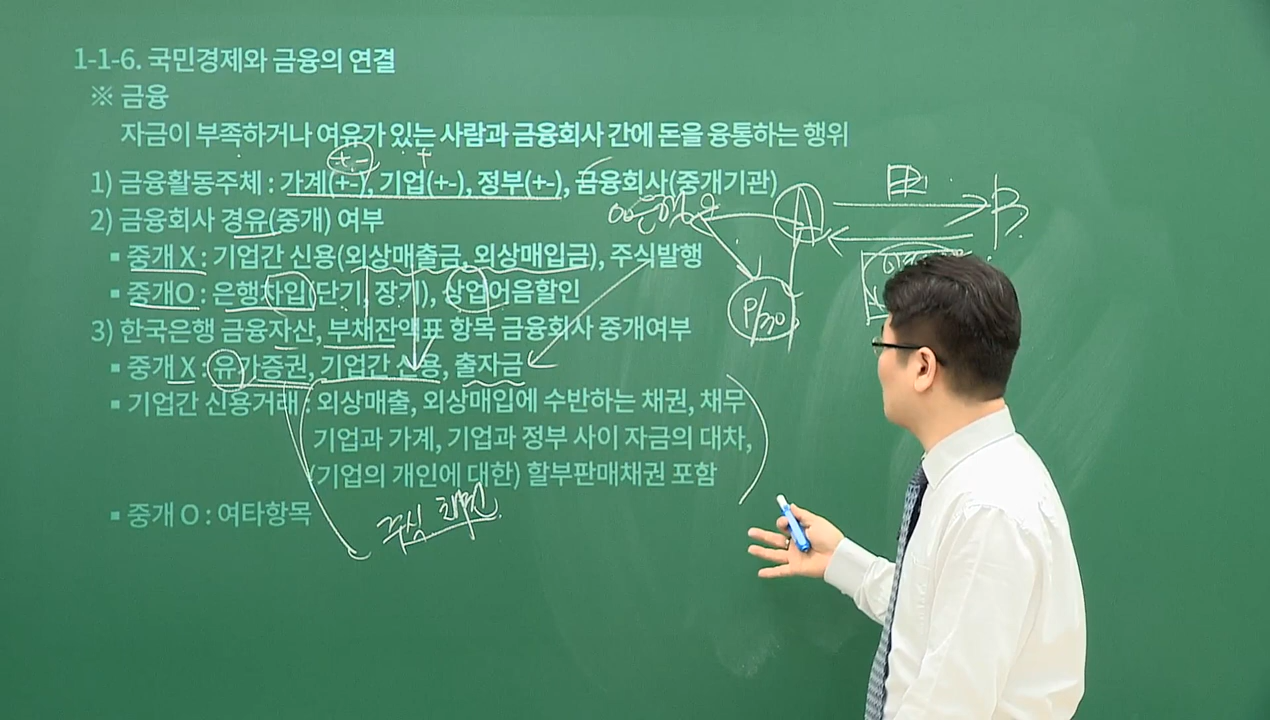 1-1-6. 국민경제와 금융의 연결
※ 금융
자금이 부족하거나 여유가 있는 사람과 금융회사 간에 돈을 융통하는 행위
1) 금융활동주체 : 가계(+-), 기업(+-), 정부(+-), 금융회사(중개기관)
2) 금융회사 경유(중개) 여부
▪ 중개 X : 기업간 신용(외상매출금, 외상매입금), 주식발행
▪ 중개O : 은행차입(단기, 장기), 상업어음할인
3) 한국은행 금융자산, 부채잔액표 항목 금융회사 중개여부
▪ 중개 X : 유가증권, 기업간 신용, 출자금
▪ 기업간 신용거래 : 외상매출, 외상매입에 수반하는 채권, 채무
기업과 가계, 기업과 정부 사이 자금의 대차,
(기업의 개인에 대한) 할부판매채권 포함
▪ 중개 O : 여타항목
+-
+
은행
A
B
P/30
주식 채권